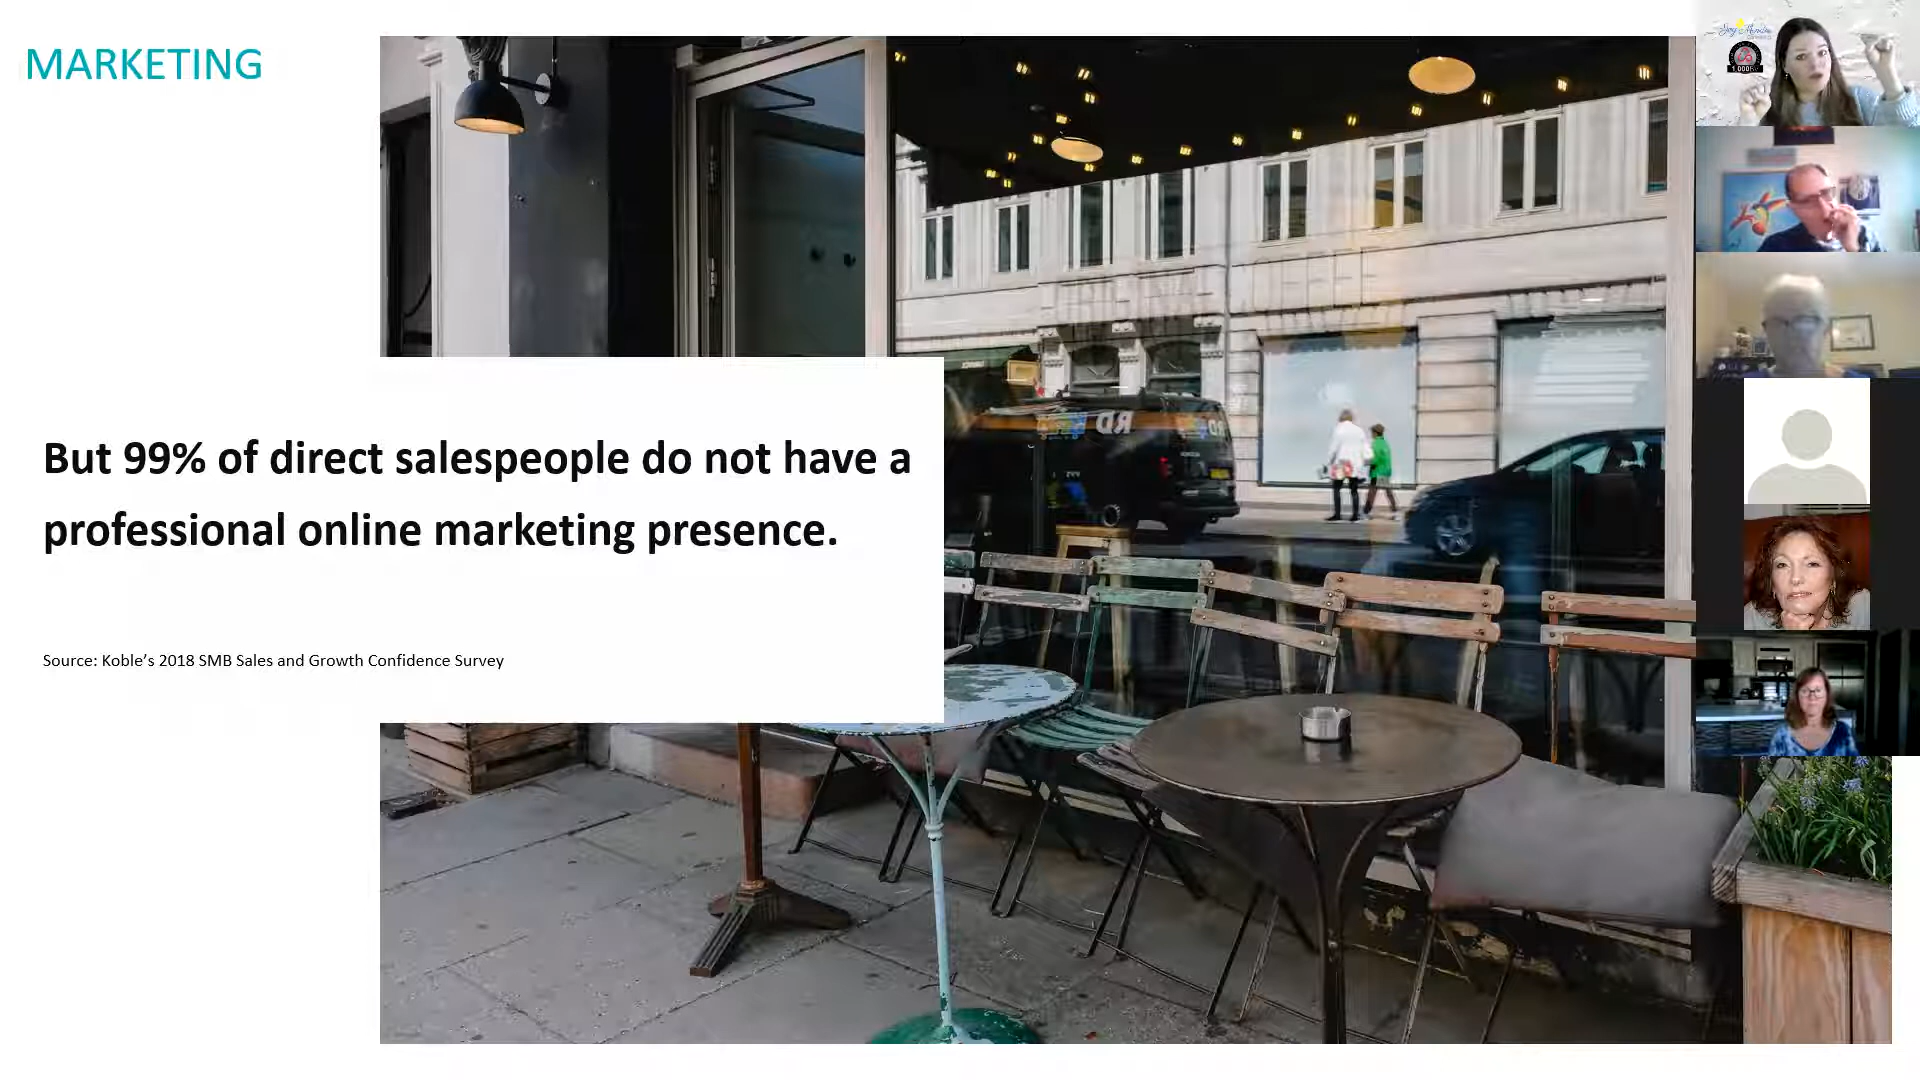 MARKETING
But 99% of direct salespeople do not have a
professional online marketing presence.
Source: Koble’s 2018 SMB Sales and Growth Confidence Survey